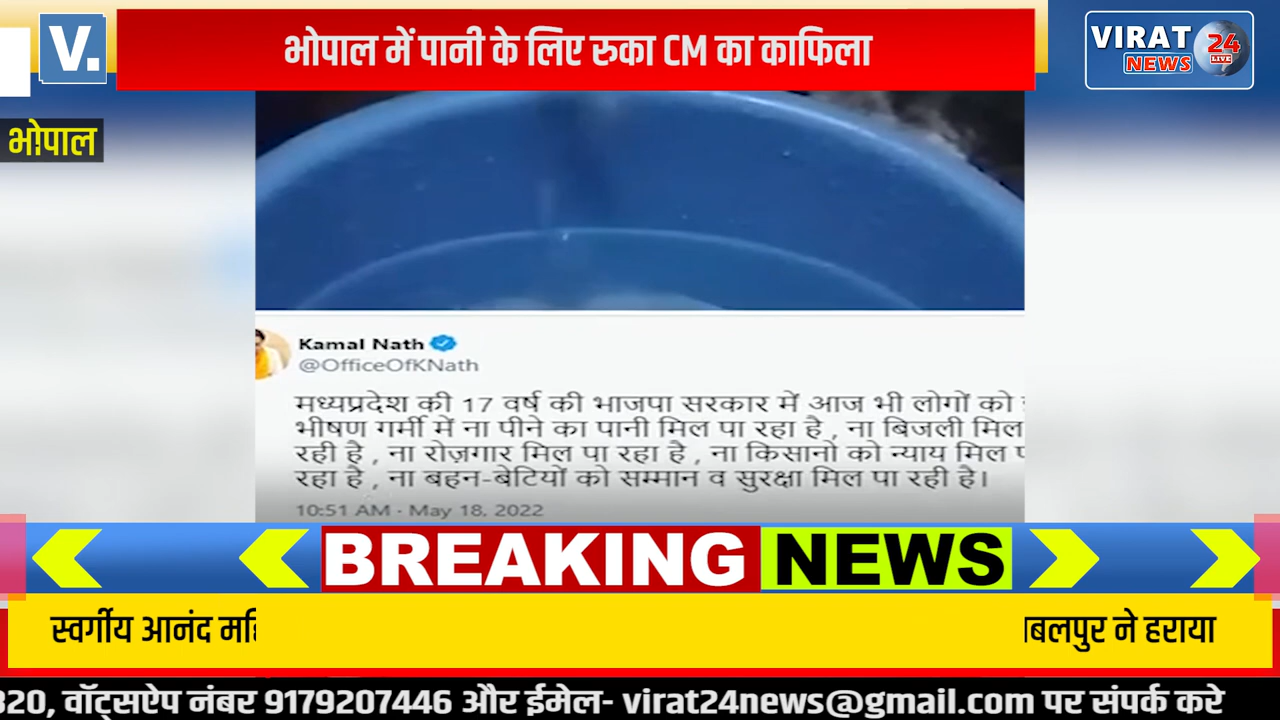 V.
भोपाल में पानी के लिए रुका CM का काफिला
VIRAT 24
NEWS LIVE
भोपाल
Kamal Nath
@OfficeOfKNath
मध्यप्रदेश की 17 वर्ष की भाजपा सरकार में आज भी लोगों को
भीषण गर्मी में ना पीने का पानी मिल पा रहा है , ना बिजली मिल
रही है , ना रोज़गार मिल पा रहा है , ना किसानों को न्याय मिल
रहा है , ना बहन-बेटियों को सम्मान व सुरक्षा मिल पा रही है।
10:51 AM · May 18, 2022
BREAKING NEWS
स्वर्गीय आनंद ने हराया
320, वॉट्सऐप नंबर 9179207446 और ईमेल- virat24news@gmail.com पर संपर्क करे